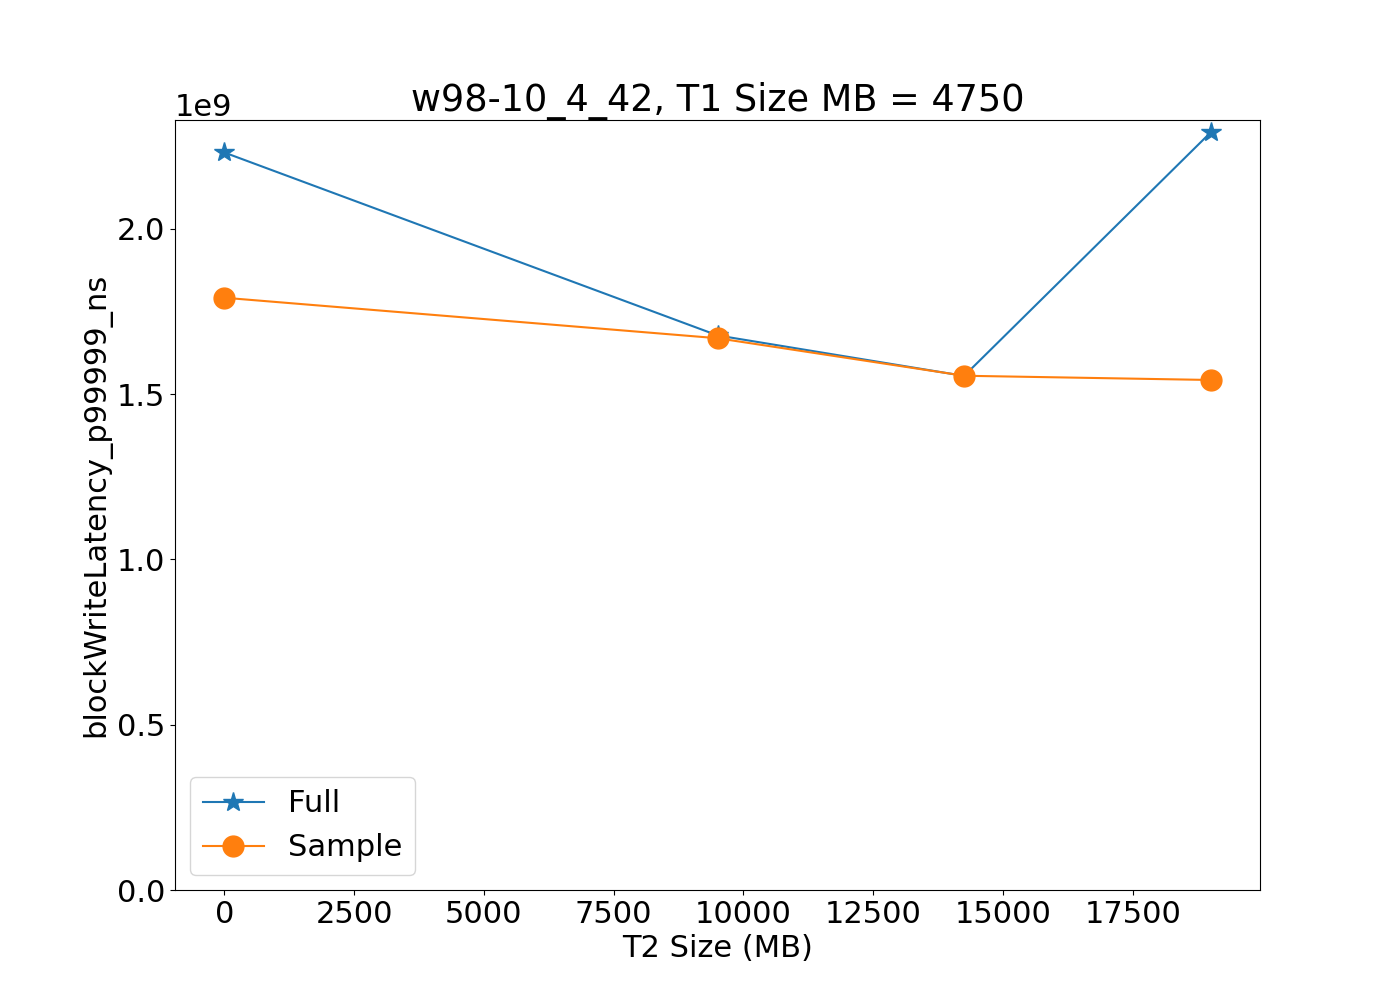 w98-10_4_42, T1 Size MB = 4750
1e9
2.0
1.5
1.0
0.5
0.0
blockWriteLatency_p99999_ns
Full
Sample
0 2500 5000 7500 10000 12500 15000 17500
T2 Size (MB)